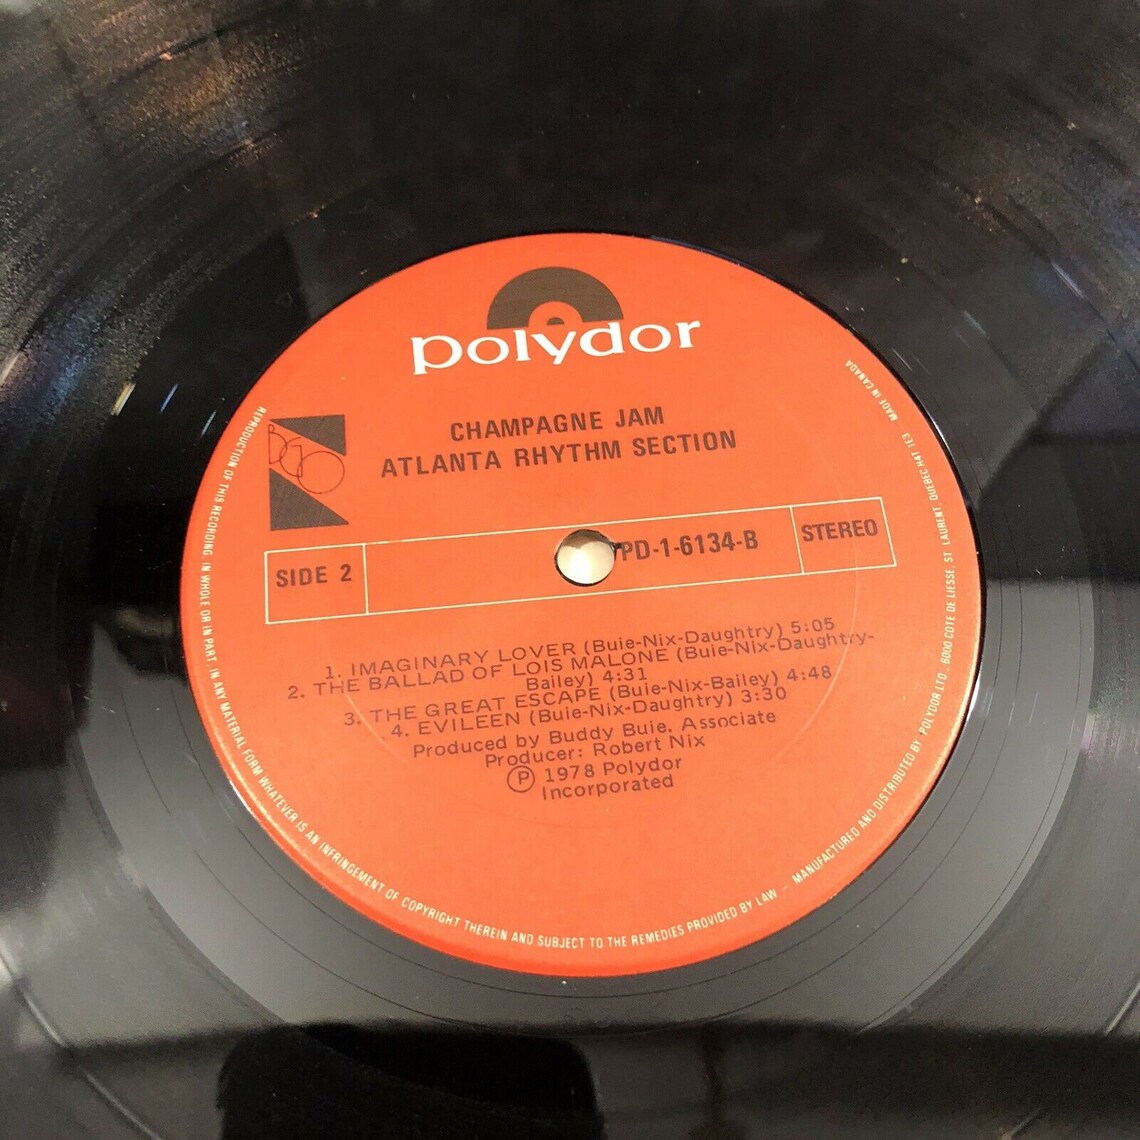 polydor
CHAMPAGNE JAM
ATLANTA RHYTHM SECTION
BGO
SIDE 2
PD-1-6134-B
STEREO
1. IMAGINARY LOVER (Buie-Nix-Daughtry) 5:05
2. THE BALLAD OF LOIS MALONE (Buie-Nix-Daughtry-
Bailey) 4:31
3. THE GREAT ESCAPE (Buie-Nix-Bailey) 4:48
4. EVILEEN (Buie-Nix-Daughtry) 3:30
Produced by Buddy Buie, Associate
Producer: Robert Nix
Ⓟ 1978 Polydor
Incorporated
REPRODUCTION OF THIS RECORDING, IN WHOLE OR IN PART, IN ANY MATERIAL FORM WHATEVER IS AN INFRINGEMENT OF COPYRIGHT THEREIN AND SUBJECT TO THE REMEDIES PROVIDED BY LAW – MANUFACTURED AND DISTRIBUTED BY POLYDOR LTD., 6000 COTE DE LIESSE, ST LAURENT QUEBEC H4T 1E3 MADE IN CANADA